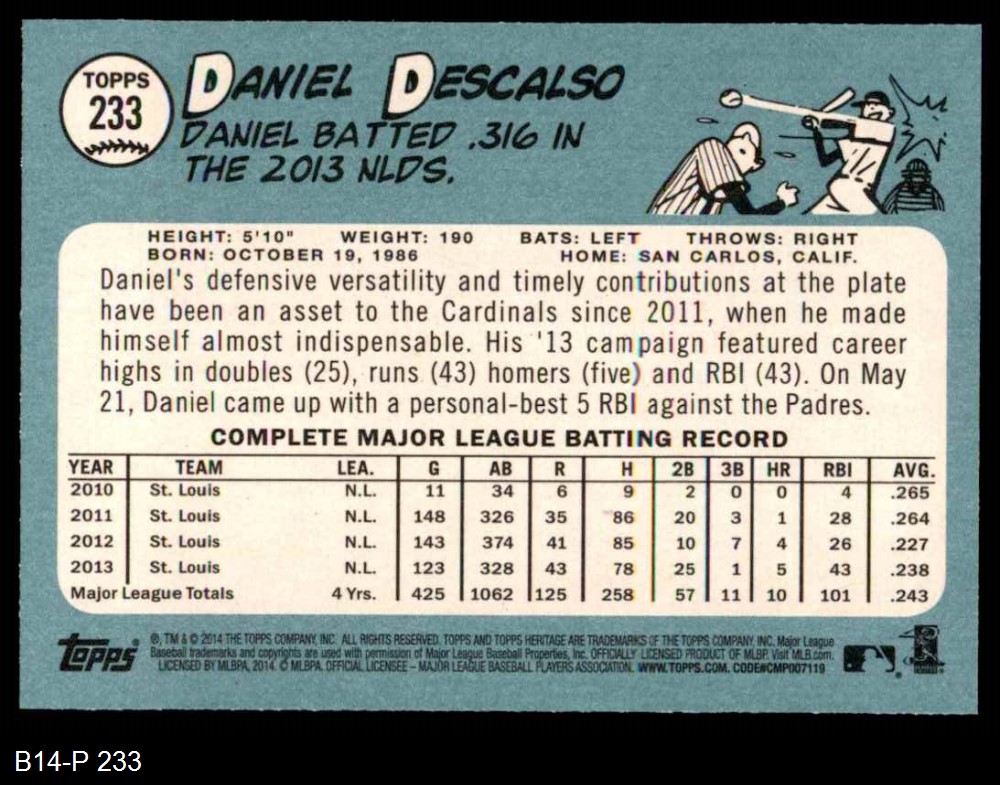 TOPPS
233
DANIEL DESCALSO
DANIEL BATTED .316 IN
THE 2013 NLDS.
HEIGHT: 5'10" WEIGHT: 190 BATS: LEFT THROWS: RIGHT
BORN: OCTOBER 19, 1986 HOME: SAN CARLOS, CALIF.
Daniel's defensive versatility and timely contributions at the plate
have been an asset to the Cardinals since 2011, when he made
himself almost indispensable. His '13 campaign featured career
highs in doubles (25), runs (43) homers (five) and RBI (43). On May
21, Daniel came up with a personal-best 5 RBI against the Padres.
COMPLETE MAJOR LEAGUE BATTING RECORD
YEAR TEAM LEA. G AB R H 2B 3B HR RBI AVG.
2010 St. Louis N.L. 11 34 6 9 2 0 0 4 .265
2011 St. Louis N.L. 148 326 35 86 20 3 1 28 .264
2012 St. Louis N.L. 143 374 41 85 10 7 4 26 .227
2013 St. Louis N.L. 123 328 43 78 25 1 5 43 .238
Major League Totals 4 Yrs. 425 1062 125 258 57 11 10 101 .243
topps
®, TM & © 2014 THE TOPPS COMPANY, INC. ALL RIGHTS RESERVED. TOPPS AND TOPPS HERITAGE ARE TRADEMARKS OF THE TOPPS COMPANY, INC. Major League
Baseball trademarks and copyrights are used with permission of Major League Baseball Properties, Inc. OFFICIALLY LICENSED PRODUCT OF MLBP. Visit MLB.com.
LICENSED BY MLBPA, 2014. © MLBPA. OFFICIAL LICENSEE – MAJOR LEAGUE BASEBALL PLAYERS ASSOCIATION. WWW.TOPPS.COM. CODE#CMP007119
B14-P 233